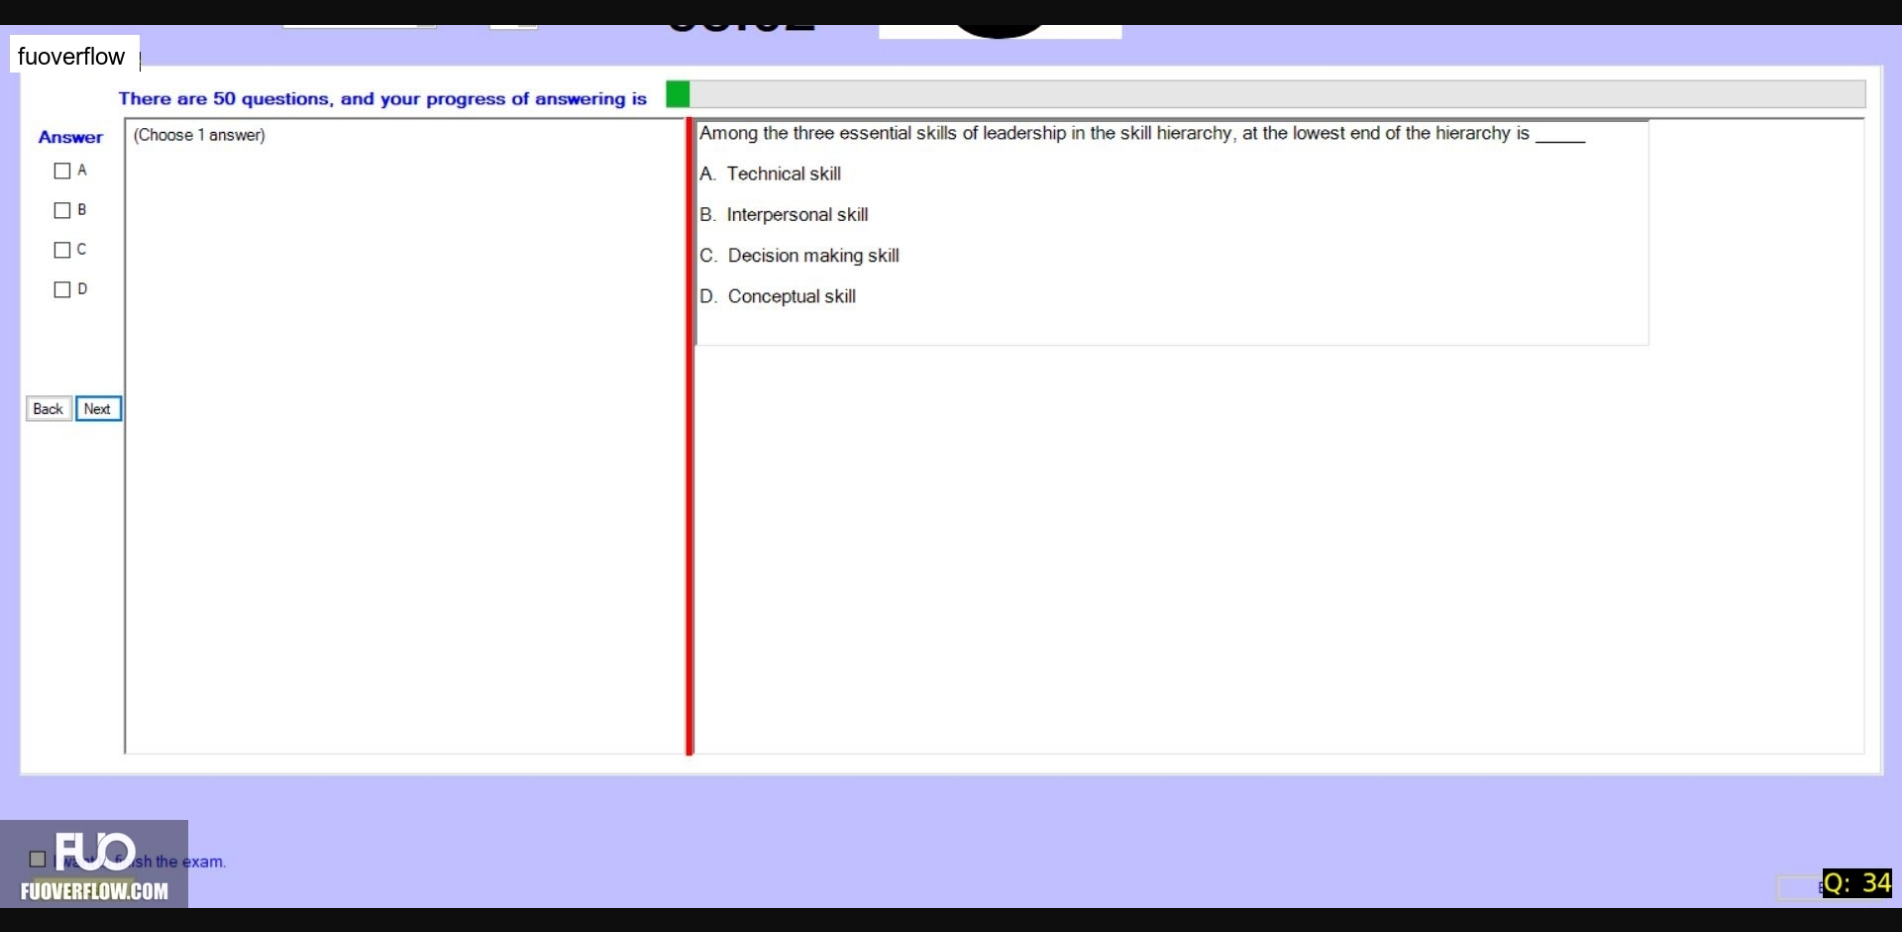 fuoverflow
There are 50 questions, and your progress of answering is
Answer
(Choose 1 answer)
A
B
C
D
Among the three essential skills of leadership in the skill hierarchy, at the lowest end of the hierarchy is _____
A. Technical skill
B. Interpersonal skill
C. Decision making skill
D. Conceptual skill
Back Next
FUO
the exam.
FUOVERFLOW.COM
Q: 34